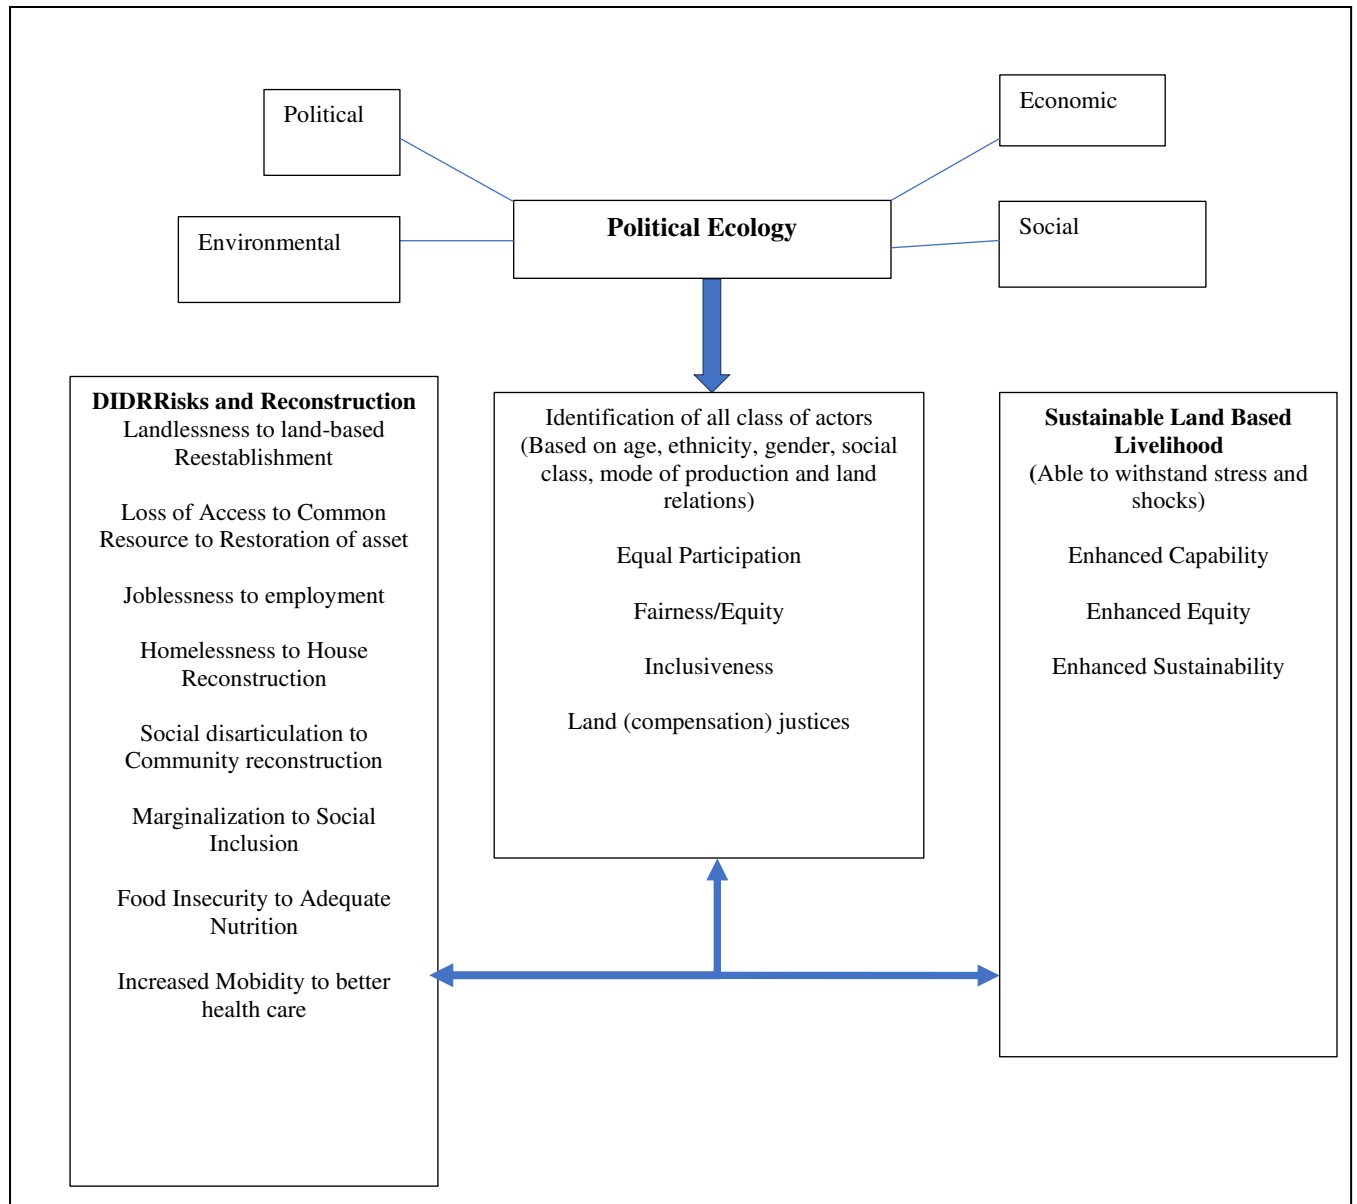 Political
Economic
Environmental
Political Ecology
Social
DIDRRisks and Reconstruction
Landlessness to land-based
Reestablishment
Loss of Access to Common
Resource to Restoration of asset
Joblessness to employment
Homelessness to House
Reconstruction
Social disarticulation to
Community reconstruction
Marginalization to Social
Inclusion
Food Insecurity to Adequate
Nutrition
Increased Mobidity to better
health care
Identification of all class of actors
(Based on age, ethnicity, gender, social
class, mode of production and land
relations)
Equal Participation
Fairness/Equity
Inclusiveness
Land (compensation) justices
Sustainable Land Based
Livelihood
(Able to withstand stress and
shocks)
Enhanced Capability
Enhanced Equity
Enhanced Sustainability